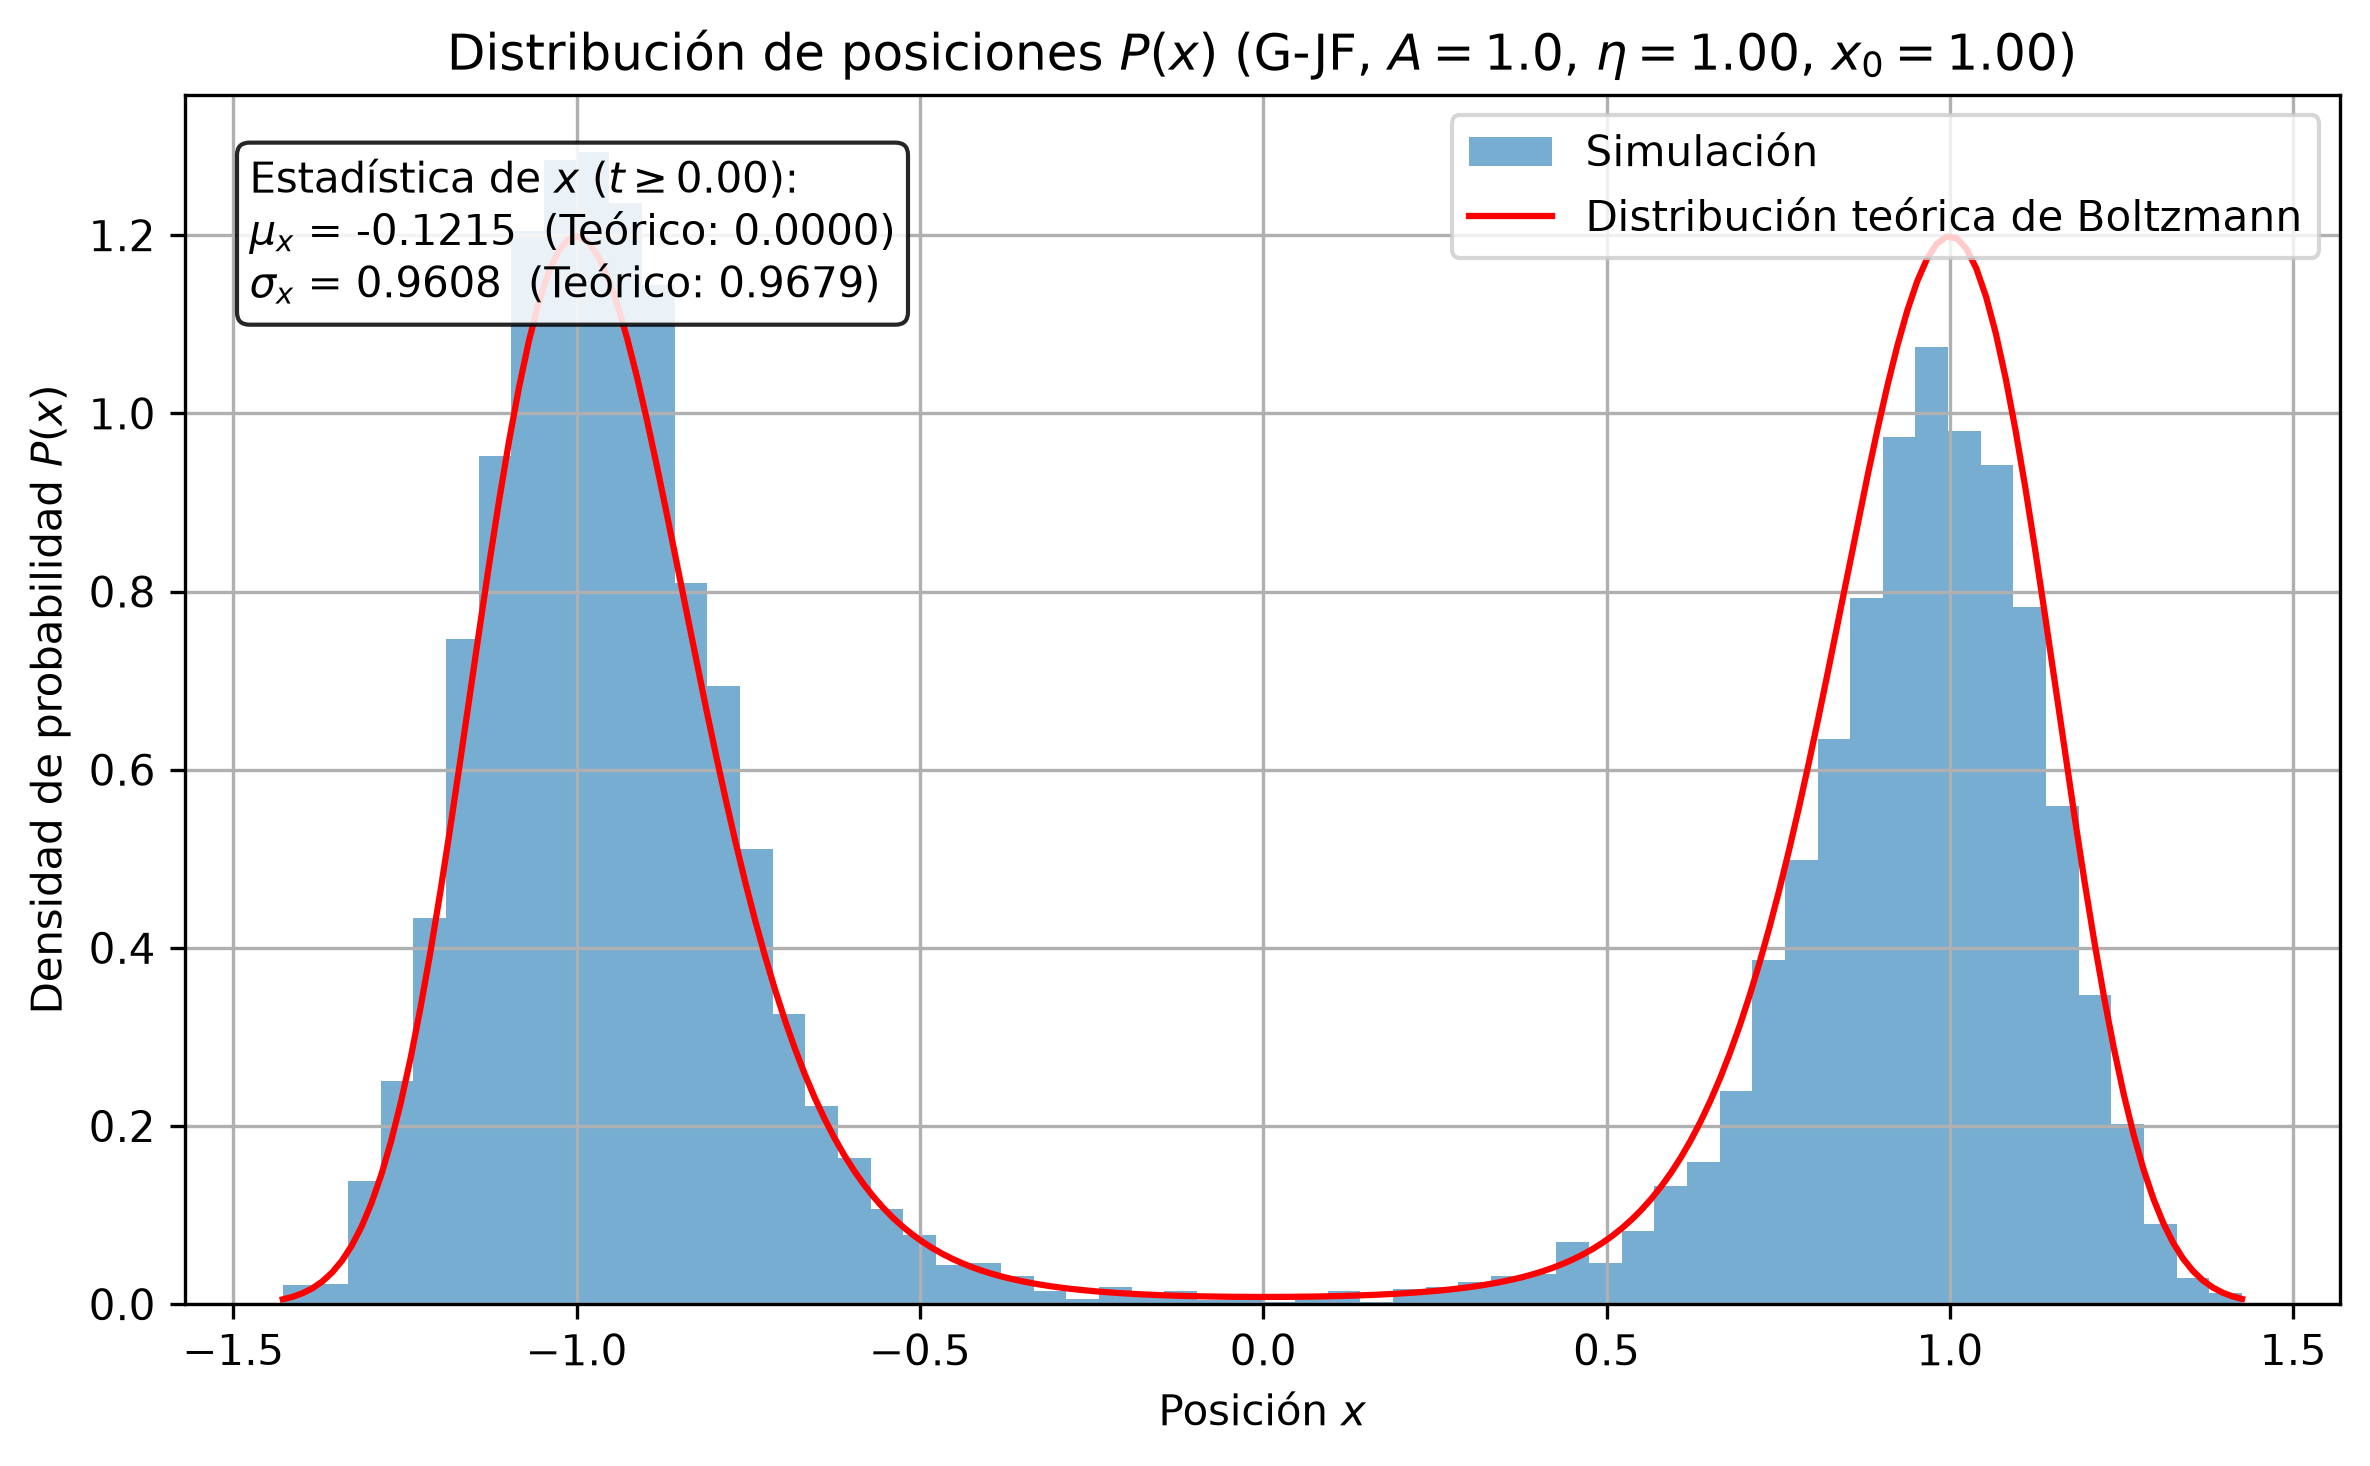 Distribución de posiciones P(x) (G-JF, A = 1.0, η = 1.00, x₀ = 1.00)
Estadística de x (t ≥ 0.00):
μₓ = -0.1215 (Teórico: 0.0000)
σₓ = 0.9608 (Teórico: 0.9679)
Simulación
Distribución teórica de Boltzmann
Densidad de probabilidad P(x)
1.2
1.0
0.8
0.6
0.4
0.2
0.0
−1.5 −1.0 −0.5 0.0 0.5 1.0 1.5
Posición x